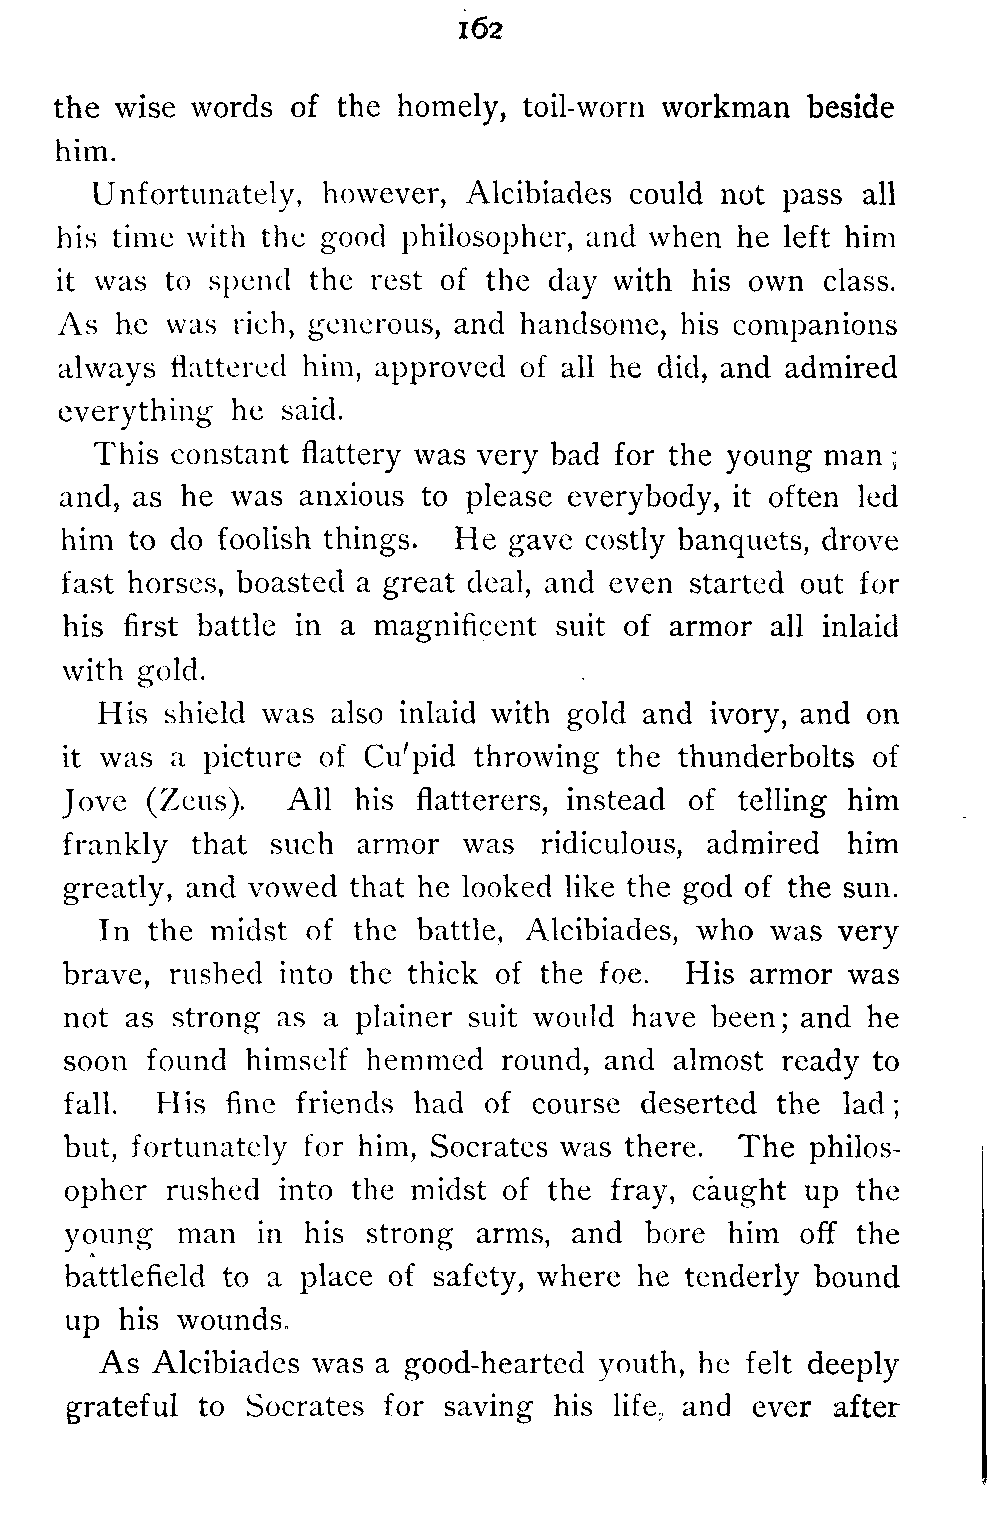 162
the wise words of the homely, toil-worn workman beside
him.
Unfortunately, however, Alcibiades could not pass all
his time with the good philosopher, and when he left him
it was to spend the rest of the day with his own class.
As he was rich, generous, and handsome, his companions
always flattered him, approved of all he did, and admired
everything he said.
This constant flattery was very bad for the young man;
and, as he was anxious to please everybody, it often led
him to do foolish things. He gave costly banquets, drove
fast horses, boasted a great deal, and even started out for
his first battle in a magnificent suit of armor all inlaid
with gold.
His shield was also inlaid with gold and ivory, and on
it was a picture of Cu'pid throwing the thunderbolts of
Jove (Zeus). All his flatterers, instead of telling him
frankly that such armor was ridiculous, admired him
greatly, and vowed that he looked like the god of the sun.
In the midst of the battle, Alcibiades, who was very
brave, rushed into the thick of the foe. His armor was
not as strong as a plainer suit would have been; and he
soon found himself hemmed round, and almost ready to
fall. His fine friends had of course deserted the lad;
but, fortunately for him, Socrates was there. The philos-
opher rushed into the midst of the fray, caught up the
young man in his strong arms, and bore him off the
battlefield to a place of safety, where he tenderly bound
up his wounds.
As Alcibiades was a good-hearted youth, he felt deeply
grateful to Socrates for saving his life, and ever after